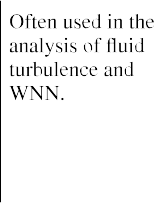 Often used in the
analysis of fluid
turbulence and
WNN.